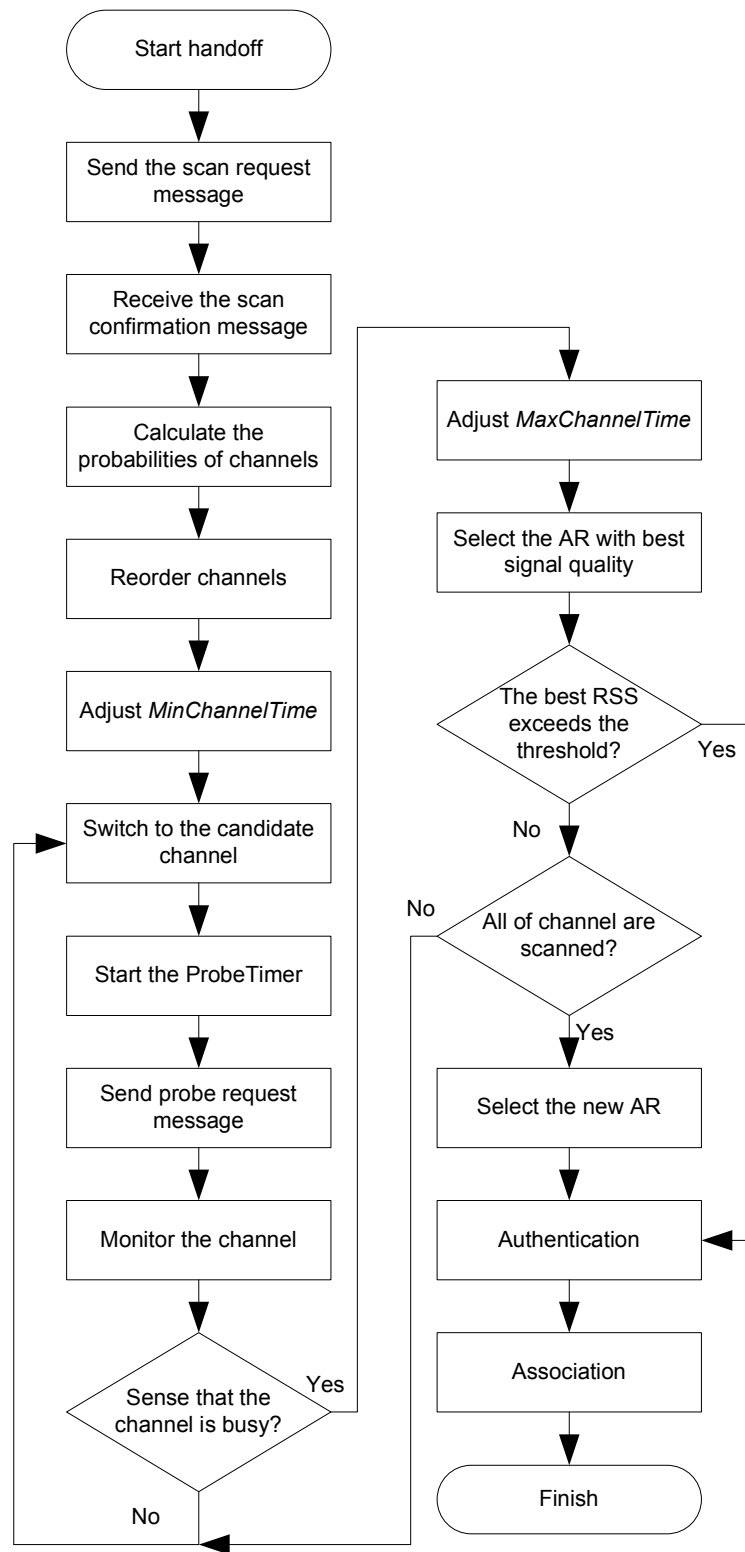 Start handoff
Send the scan request
message
Receive the scan
confirmation message
Calculate the
probabilities of channels
Reorder channels
Adjust MinChannelTime
Switch to the candidate
channel
Start the ProbeTimer
Send probe request
message
Monitor the channel
Sense that the
channel is busy?
Yes
No
Adjust MaxChannelTime
Select the AR with best
signal quality
The best RSS
exceeds the
threshold?
Yes
No
All of channel are
scanned?
No
Yes
Select the new AR
Authentication
Association
Finish